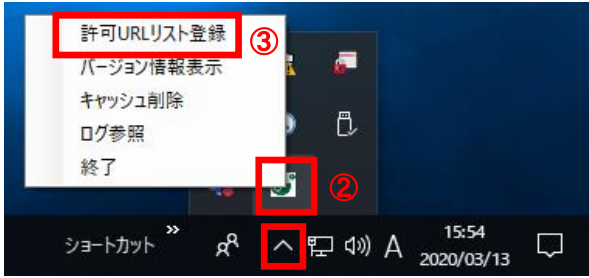 許可URLリスト登録
③
バージョン情報表示
キャッシュ削除
ログ参照
終了
②
ショートカット
»
A
15:54
2020/03/13